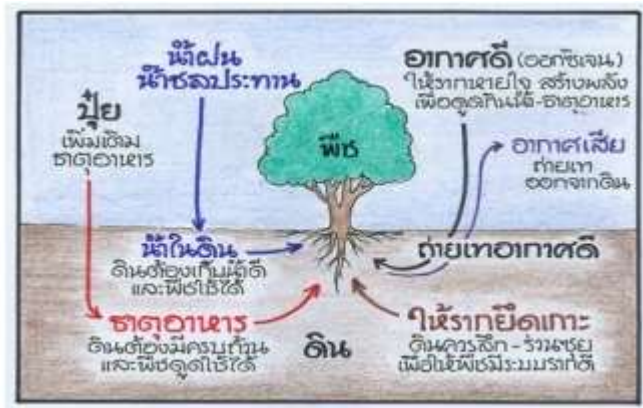 น้ำฝน
น้ำชลประทาน
อากาศดี (ออกซิเจน)
ให้รากหายใจ สร้างพลัง
เพื่อดูดกินน้ำ-ธาตุอาหาร
ปุ๋ย
เพิ่มเติม
ธาตุอาหาร
พืช
อากาศเสีย
ถ่ายเท
ออกจากดิน
น้ำในดิน
ดินต้องเก็บน้ำดี
และพืชใช้ได้
ถ่ายเทอากาศดี
ธาตุอาหาร
ดินต้องมีครบถ้วน
และพืชดูดใช้ได้
ดิน
ให้รากยึดเกาะ
ดินควรลึก - ร่วนซุย
เพื่อให้พืชมีระบบรากดี